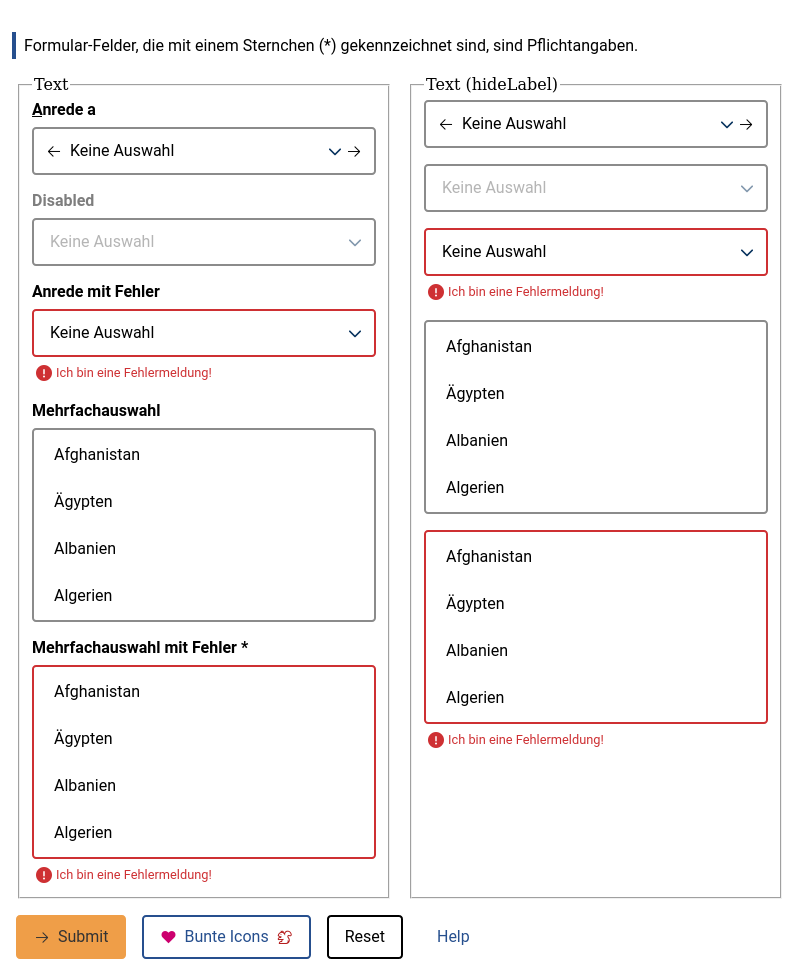 Formular-Felder, die mit einem Sternchen (*) gekennzeichnet sind, sind Pflichtangaben.
Text
Anrede a
Keine Auswahl
Disabled
Keine Auswahl
Anrede mit Fehler
Keine Auswahl
Ich bin eine Fehlermeldung!
Mehrfachauswahl
Afghanistan
Ägypten
Albanien
Algerien
Mehrfachauswahl mit Fehler *
Afghanistan
Ägypten
Albanien
Algerien
Ich bin eine Fehlermeldung!
Text (hideLabel)
Keine Auswahl
Keine Auswahl
Keine Auswahl
Ich bin eine Fehlermeldung!
Afghanistan
Ägypten
Albanien
Algerien
Afghanistan
Ägypten
Albanien
Algerien
Ich bin eine Fehlermeldung!
Submit
Bunte Icons
Reset
Help